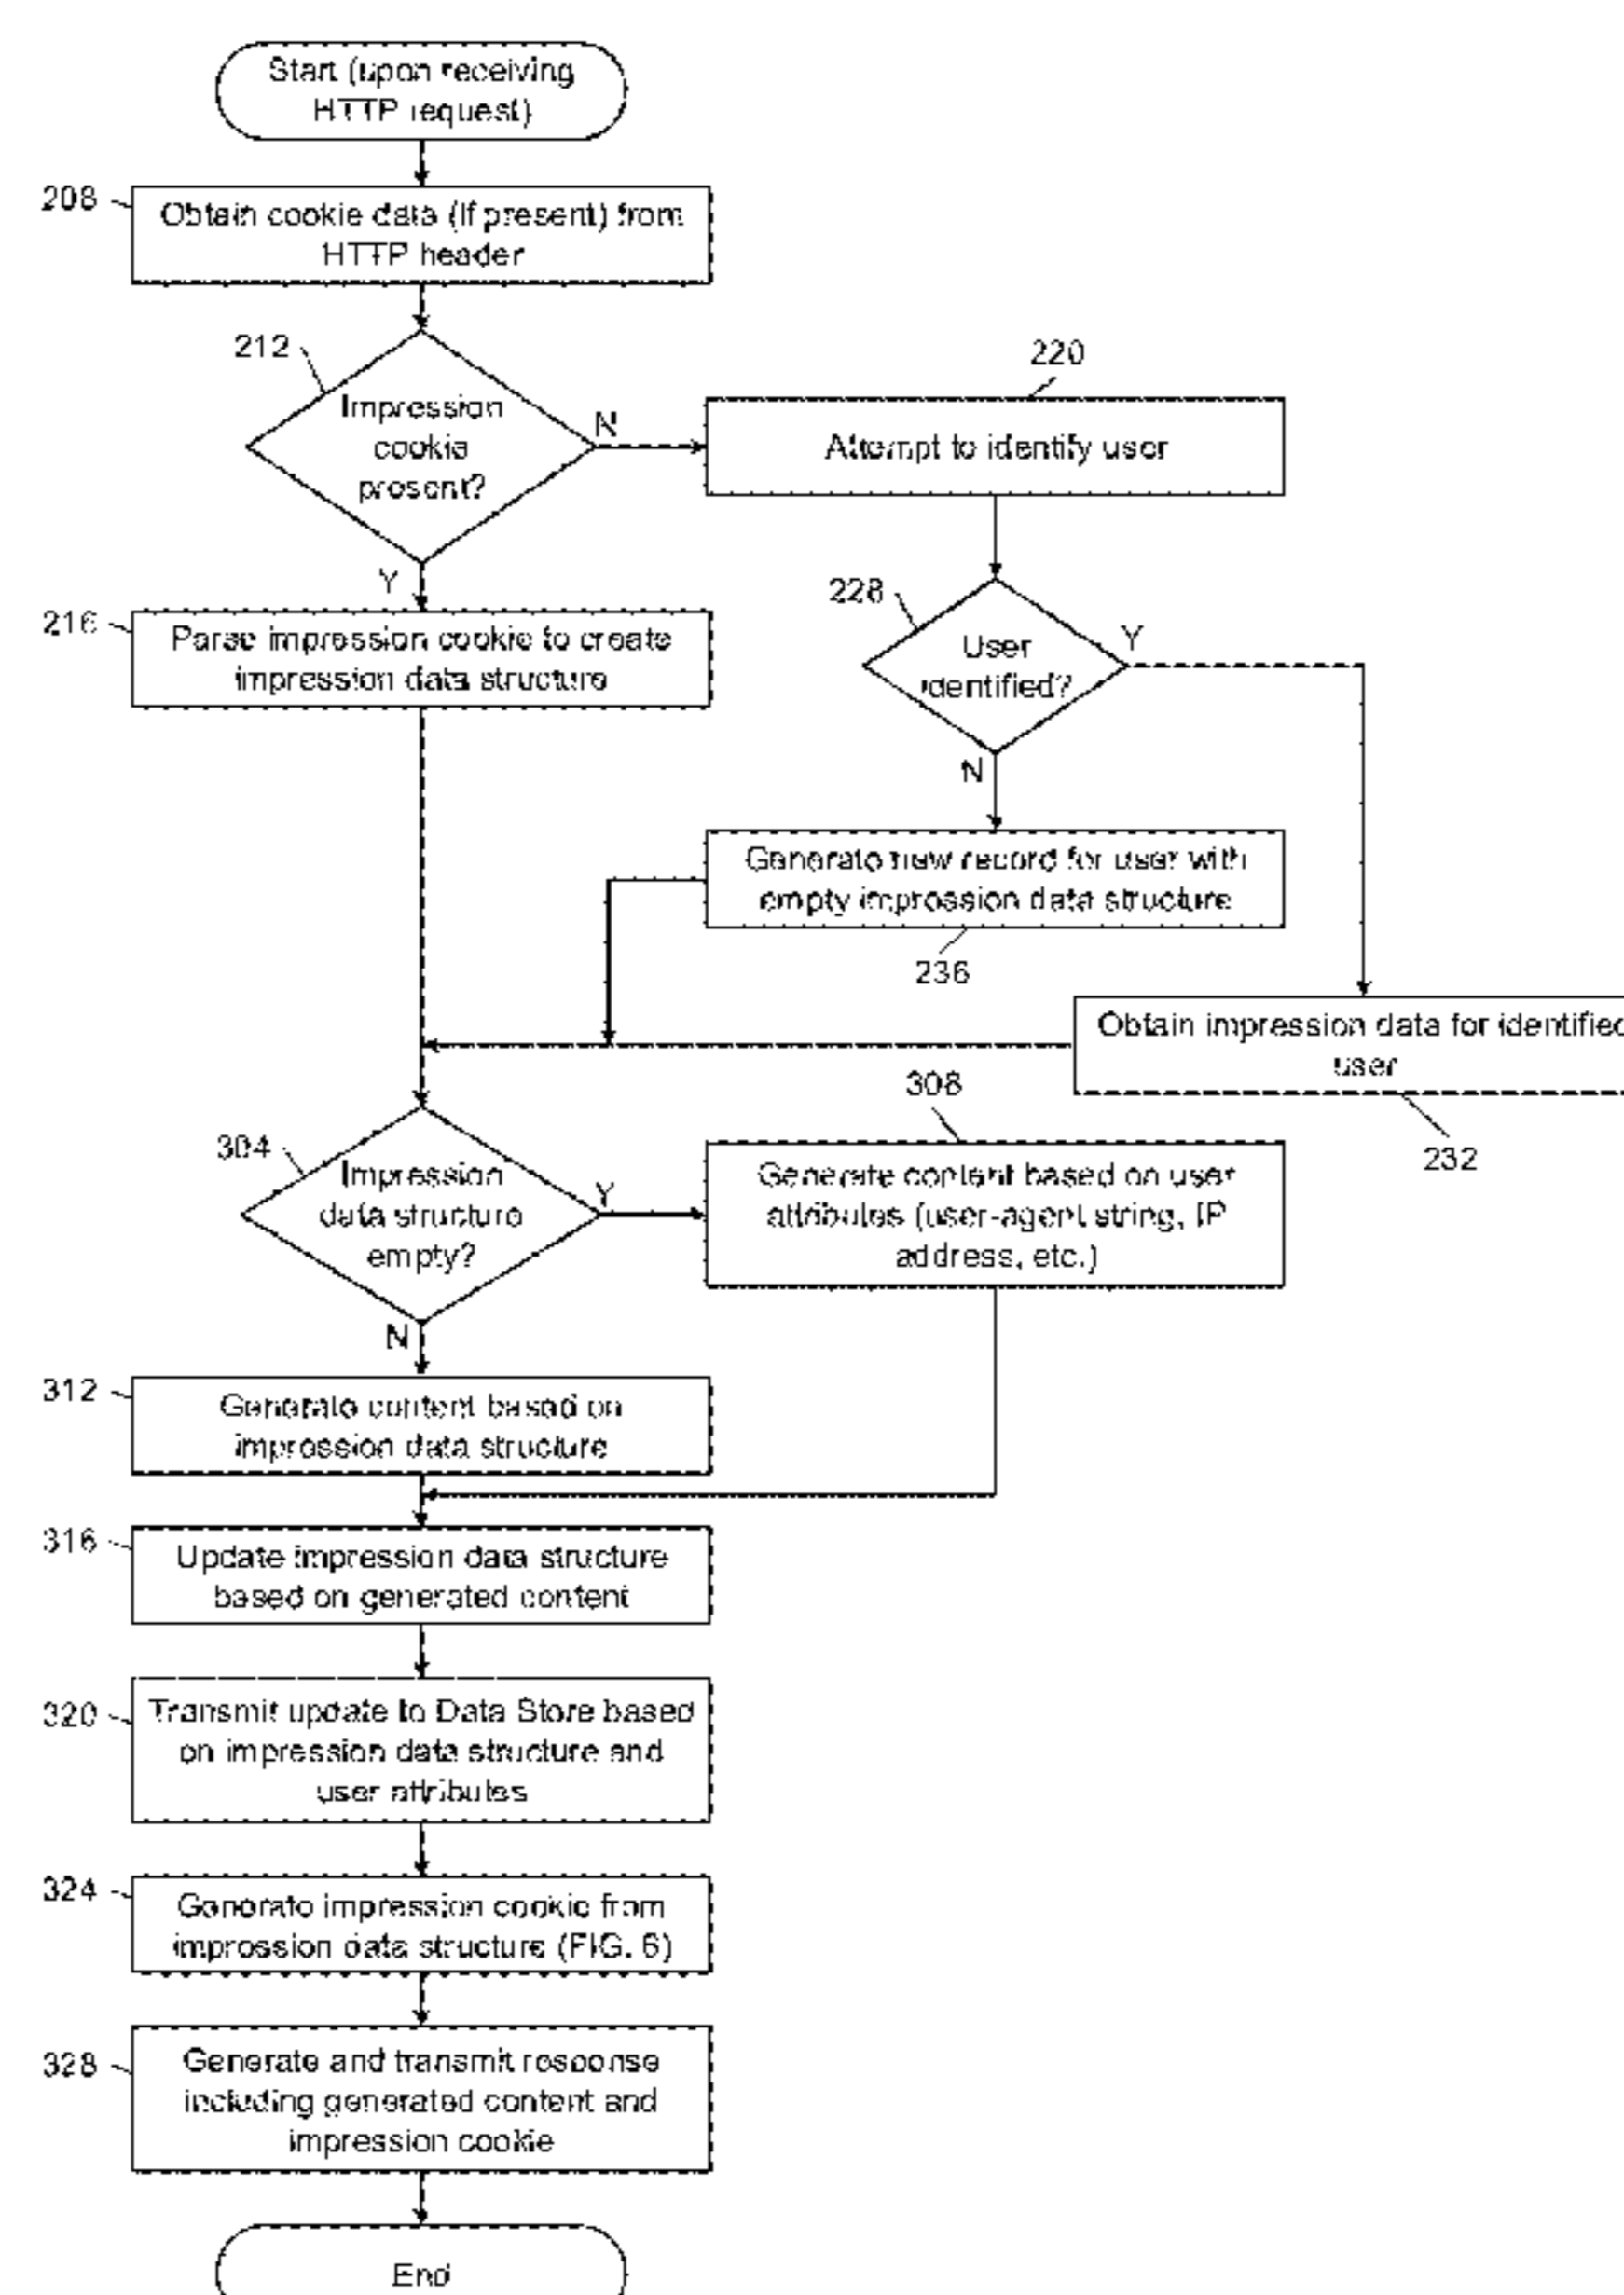 Start (upon receiving
HTTP request)
208
Obtain cookie data (if present) from
HTTP header
212
Impression
cookie
present?
N
220
Attempt to identify user
Y
216
Parse impression cookie to create
impression data structure
228
User
identified?
Y
N
Generate new record for user with
empty impression data structure
236
Obtain impression data for identified
user
232
304
Impression
data structure
empty?
Y
308
Generate content based on user
attributes (user-agent string, IP
address, etc.)
N
312
Generate content based on
impression data structure
316
Update impression data structure
based on generated content
320
Transmit update to Data Store based
on impression data structure and
user attributes
324
Generate impression cookie from
impression data structure (FIG. 6)
328
Generate and transmit response
including generated content and
impression cookie
End